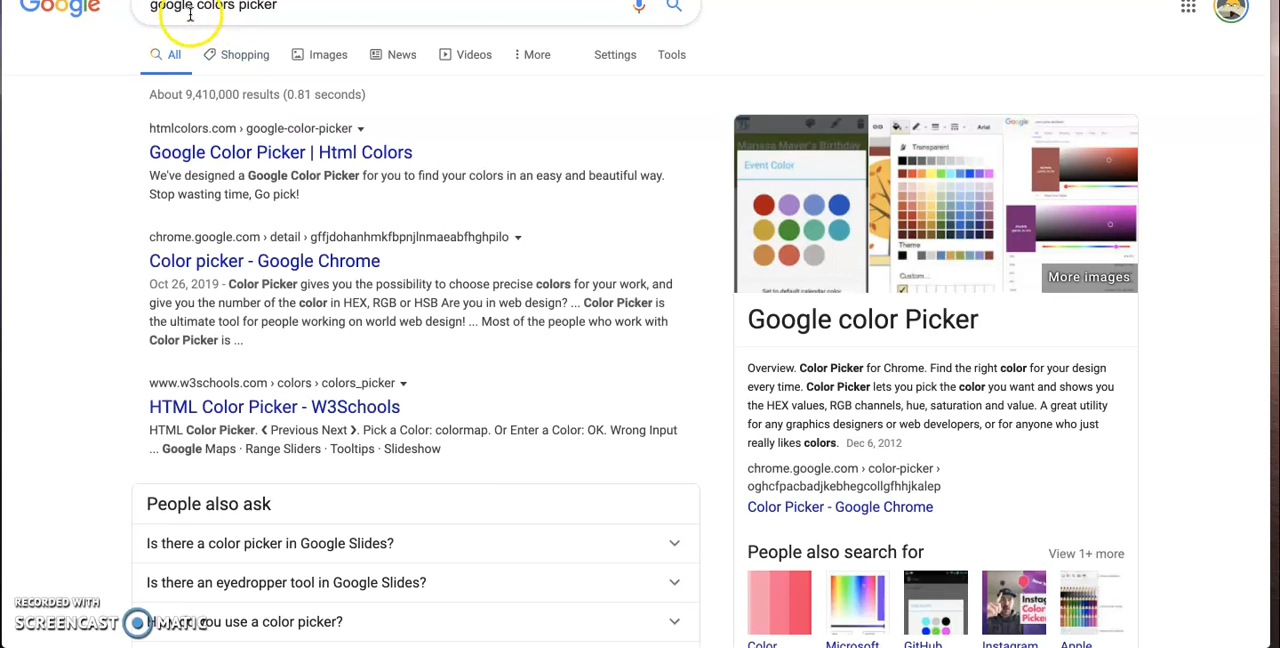 Google
google colors picker
All
Shopping
Images
News
Videos
More
Settings
Tools
About 9,410,000 results (0.81 seconds)
htmlcolors.com › google-color-picker
Google Color Picker | Html Colors
We've designed a Google Color Picker for you to find your colors in an easy and beautiful way.
Stop wasting time, Go pick!
chrome.google.com › detail › gffjdohanhmkfbpnjlnmaeabfhghpilo
Color picker - Google Chrome
Oct 26, 2019 - Color Picker gives you the possibility to choose precise colors for your work, and
give you the number of the color in HEX, RGB or HSB Are you in web design? ... Color Picker is
the ultimate tool for people working on world web design! ... Most of the people who work with
Color Picker is ...
www.w3schools.com › colors › colors_picker
HTML Color Picker - W3Schools
HTML Color Picker. ❮ Previous Next ❯. Pick a Color: colormap. Or Enter a Color: OK. Wrong Input
... Google Maps · Range Sliders · Tooltips · Slideshow
People also ask
Is there a color picker in Google Slides?
Is there an eyedropper tool in Google Slides?
you use a color picker?
RECORDED WITH
SCREENCAST MATIC
Marissa Mayer's Birthday
Event Color
Set to default calendar color
Arial
Transparent
Theme
Custom...
Google
More images
Google color Picker
Overview. Color Picker for Chrome. Find the right color for your design
every time. Color Picker lets you pick the color you want and shows you
the HEX values, RGB channels, hue, saturation and value. A great utility
for any graphics designers or web developers, or for anyone who just
really likes colors. Dec 6, 2012
chrome.google.com › color-picker ›
oghcfpacbadjkebhegcollgfhhjkalep
Color Picker - Google Chrome
People also search for
View 1+ more
Color
Microsoft
GitHub
Instagram
Apple